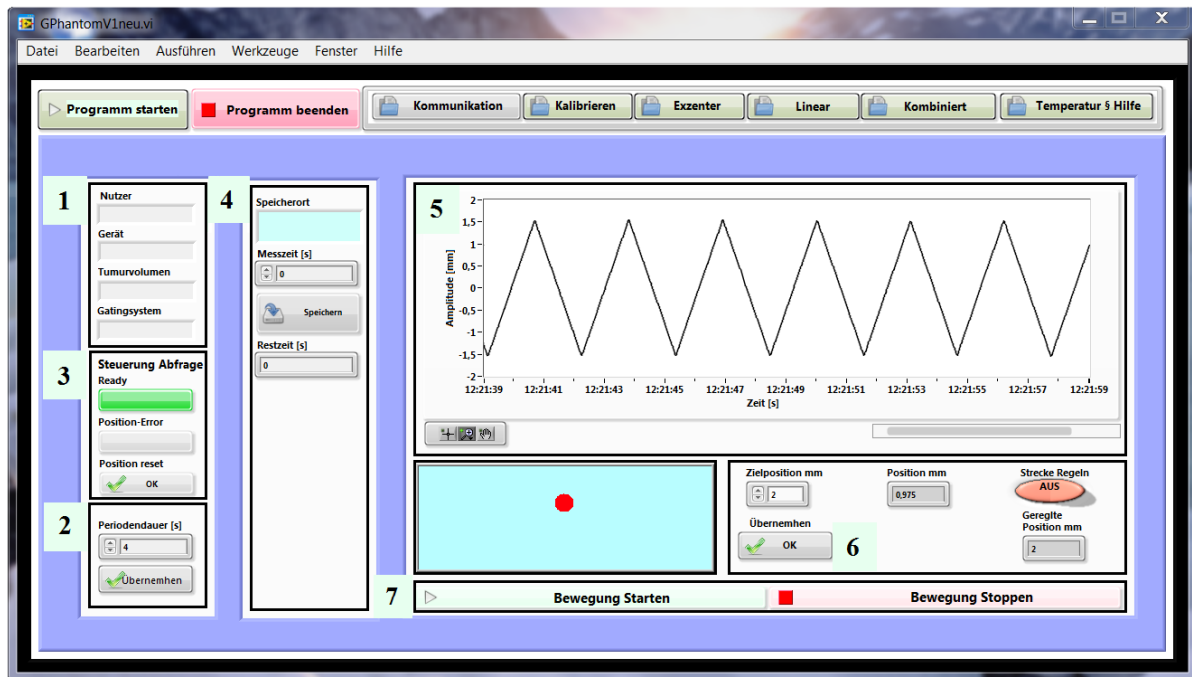 GPhantomV1neu.vi
Datei Bearbeiten Ausführen Werkzeuge Fenster Hilfe
Programm starten
Programm beenden
Kommunikation
Kalibrieren
Exzenter
Linear
Kombiniert
Temperatur § Hilfe
1
Nutzer
Gerät
Tumurvolumen
Gatingsystem
3
Steuerung Abfrage
Ready
Position-Error
Position reset
OK
2
Periodendauer [s]
4
Übernemhen
4
Speicherort
Messzeit [s]
0
Speichern
Restzeit [s]
0
5
Amplitude [mm]
2
1,5
1
0,5
0
-0,5
-1
-1,5
-2
12:21:39 12:21:41 12:21:43 12:21:45 12:21:47 12:21:49 12:21:51 12:21:53 12:21:55 12:21:57 12:21:59
Zeit [s]
Zielposition mm
2
Übernemhen
OK
Position mm
0,975
6
Strecke Regeln
AUS
Gereglte
Position mm
2
7
Bewegung Starten
Bewegung Stoppen